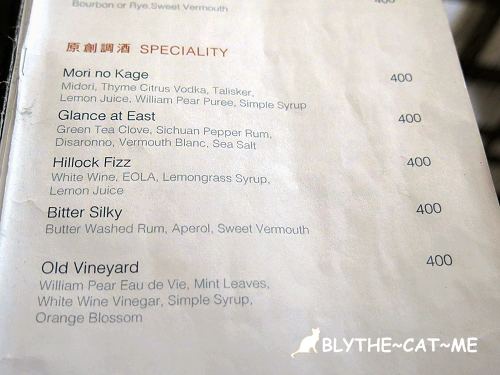 Bourbon or Rye,Sweet Vermouth 400
原創調酒 SPECIALITY
Mori no Kage 400
Midori, Thyme Citrus Vodka, Talisker,
Lemon Juice, William Pear Puree, Simple Syrup
Glance at East 400
Green Tea Clove, Sichuan Pepper Rum,
Disaronno, Vermouth Blanc, Sea Salt
Hillock Fizz 400
White Wine, EOLA, Lemongrass Syrup,
Lemon Juice
Bitter Silky 400
Butter Washed Rum, Aperol, Sweet Vermouth
Old Vineyard 400
William Pear Eau de Vie, Mint Leaves,
White Wine Vinegar, Simple Syrup,
Orange Blossom
BLYTHE~CAT~ME